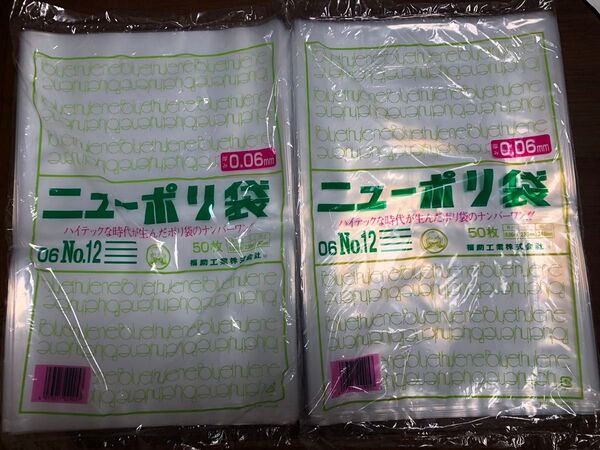 厚み 0.06mm
ニューポリ袋
ハイテックな時代が生んだポリ袋のナンバーワン!!
06 No.12
50枚
福助工業株式会社
厚み 0.06mm
ニューポリ袋
ハイテックな時代が生んだポリ袋のナンバーワン!!
06 No.12
50枚
福助工業株式会社